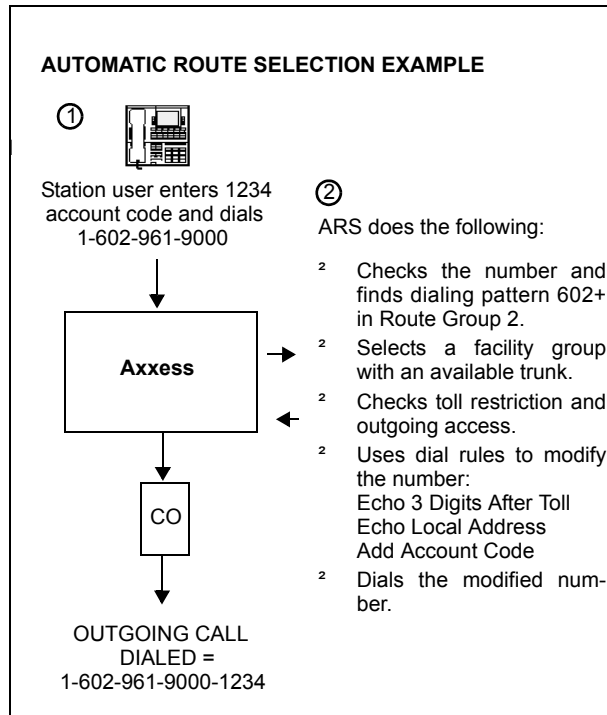 AUTOMATIC ROUTE SELECTION EXAMPLE
1
Station user enters 1234
account code and dials
1-602-961-9000
Axxess
CO
OUTGOING CALL
DIALED =
1-602-961-9000-1234
2
ARS does the following:
² Checks the number and
finds dialing pattern 602+
in Route Group 2.
² Selects a facility group
with an available trunk.
² Checks toll restriction and
outgoing access.
² Uses dial rules to modify
the number:
Echo 3 Digits After Toll
Echo Local Address
Add Account Code
² Dials the modified num-
ber.